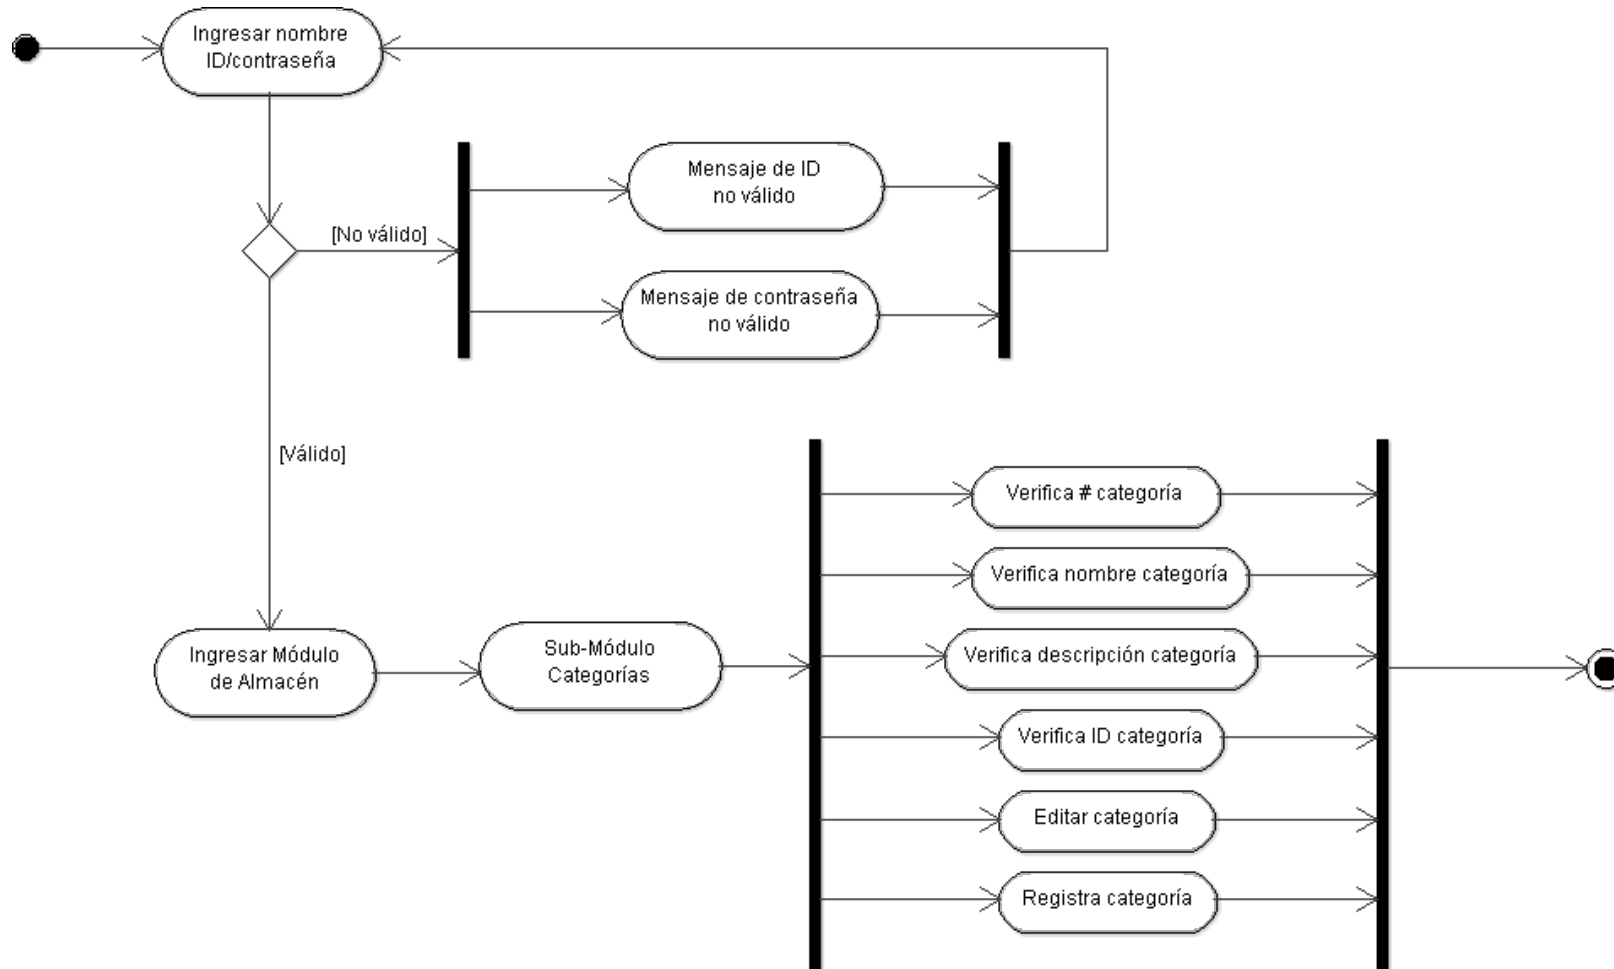 Ingresar nombre
ID/contraseña
Mensaje de ID
no válido
[No válido]
Mensaje de contraseña
no válido
[Válido]
Verifica # categoría
Verifica nombre categoría
Ingresar Módulo
de Almacén
Sub-Módulo
Categorías
Verifica descripción categoría
Verifica ID categoría
Editar categoría
Registra categoría